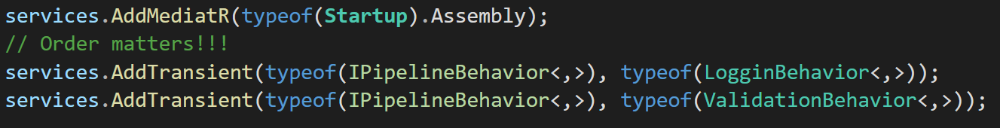 services.AddMediatR(typeof(Startup).Assembly);
// Order matters!!!
services.AddTransient(typeof(IPipelineBehavior<,>), typeof(LogginBehavior<,>));
services.AddTransient(typeof(IPipelineBehavior<,>), typeof(ValidationBehavior<,>));